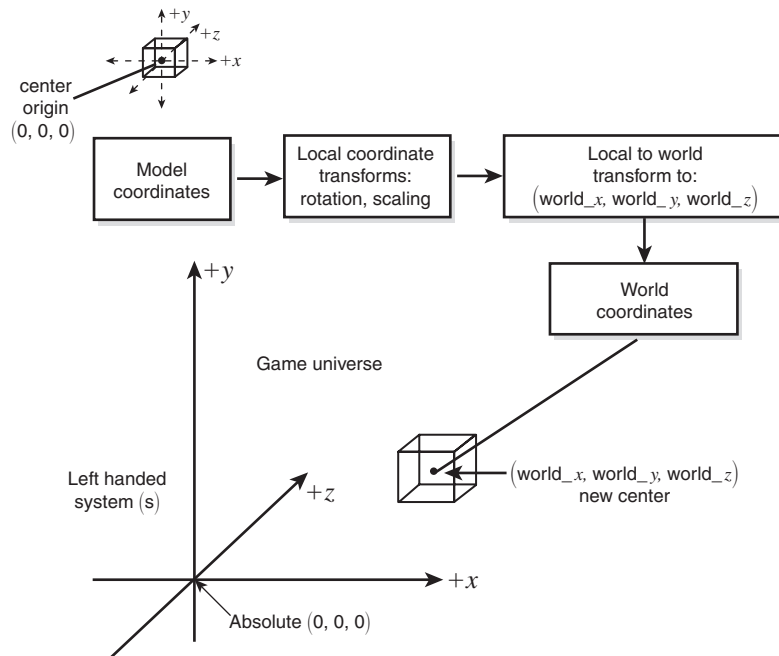 +y
+z
+x
center
origin
(0, 0, 0)
Model
coordinates
Local coordinate
transforms:
rotation, scaling
Local to world
transform to:
(world_x, world_y, world_z)
World
coordinates
+y
Game universe
Left handed
system (s)
+z
(world_x, world_y, world_z)
new center
+x
Absolute (0, 0, 0)